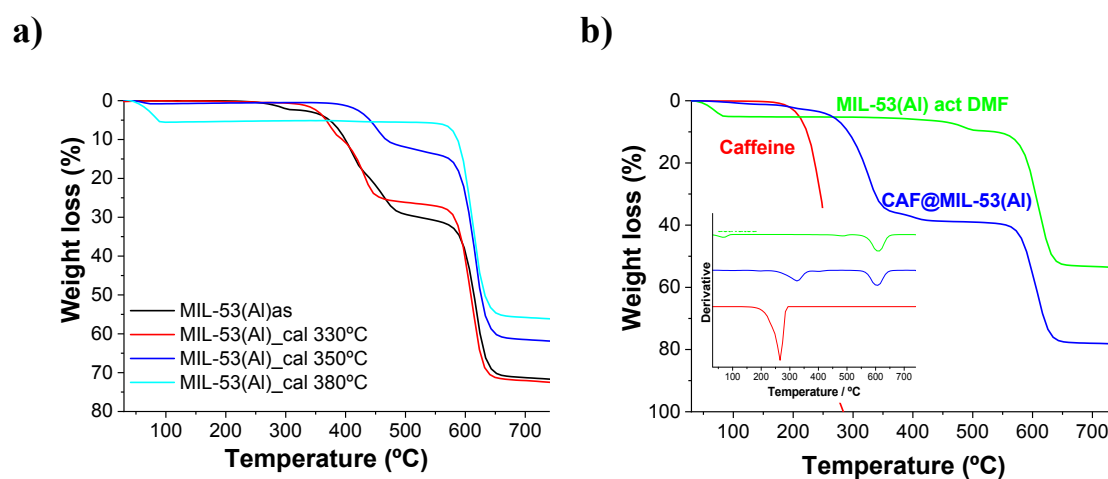 a)
0
10
20
30
40
50
60
70
80
Weight loss (%)
MIL-53(Al)as
MIL-53(Al)_cal 330ºC
MIL-53(Al)_cal 350ºC
MIL-53(Al)_cal 380ºC
100 200 300 400 500 600 700
Temperature (ºC)
b)
0
20
40
60
80
100
Weight loss (%)
MIL-53(Al) act DMF
Caffeine
CAF@MIL-53(Al)
Derivative
100 200 300 400 500 600 700
Temperature / ºC
100 200 300 400 500 600 700
Temperature (ºC)